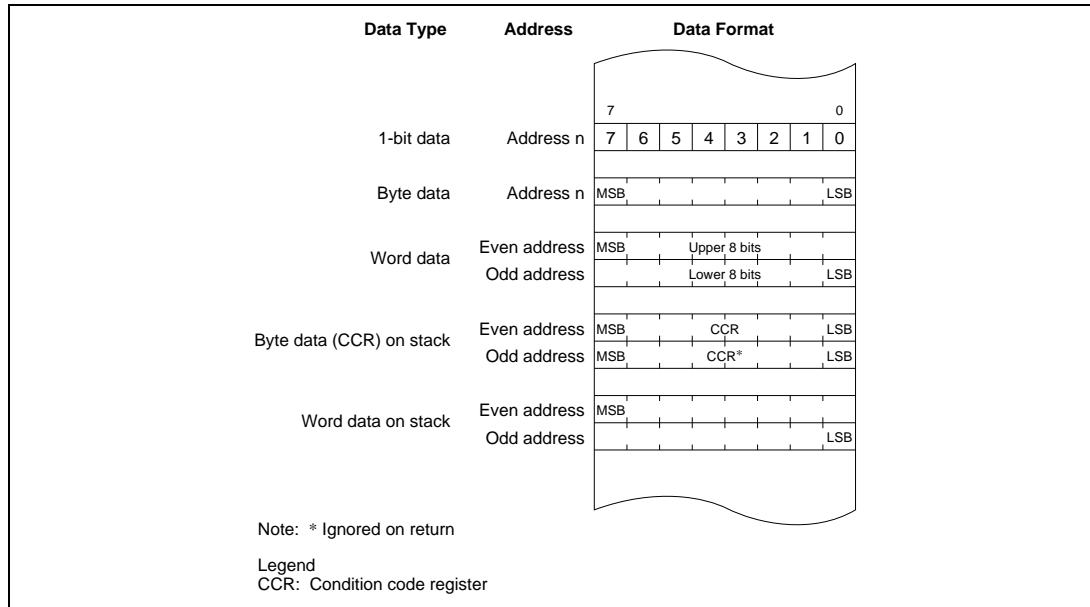 Data Type Address Data Format
7 0
1-bit data Address n 7 6 5 4 3 2 1 0
Byte data Address n MSB LSB
Word data
Even address MSB Upper 8 bits
Odd address Lower 8 bits LSB
Byte data (CCR) on stack
Even address MSB CCR LSB
Odd address MSB CCR* LSB
Word data on stack
Even address MSB
Odd address LSB
Note: * Ignored on return
Legend
CCR: Condition code register